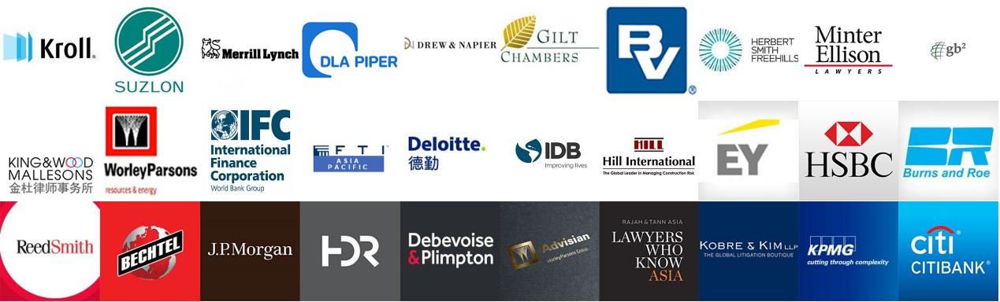 Kroll®
SUZLON
Merrill Lynch
DLA PIPER
DREW & NAPIER
GILT
CHAMBERS
BV®
HERBERT
SMITH
FREEHILLS
Minter
Ellison
LAWYERS
gb²
KING & WOOD
MALLESONS
金杜律师事务所
WorleyParsons
resources & energy
IFC
International
Finance
Corporation
World Bank Group
FTI
ASIA
PACIFIC
Deloitte.
德勤
IDB
Improving lives
HILL
Hill International
The Global Leader in Managing Construction Risk
EY
HSBC
BR
Burns and Roe
ReedSmith
BECHTEL
J.P.Morgan
HDR
Debevoise
& Plimpton
Advisian
WorleyParsons Group
RAJAH & TANN ASIA
LAWYERS
WHO
KNOW
ASIA
KOBRE & KIM LLP
THE GLOBAL LITIGATION BOUTIQUE
KPMG
cutting through complexity
citi®
CITIBANK®